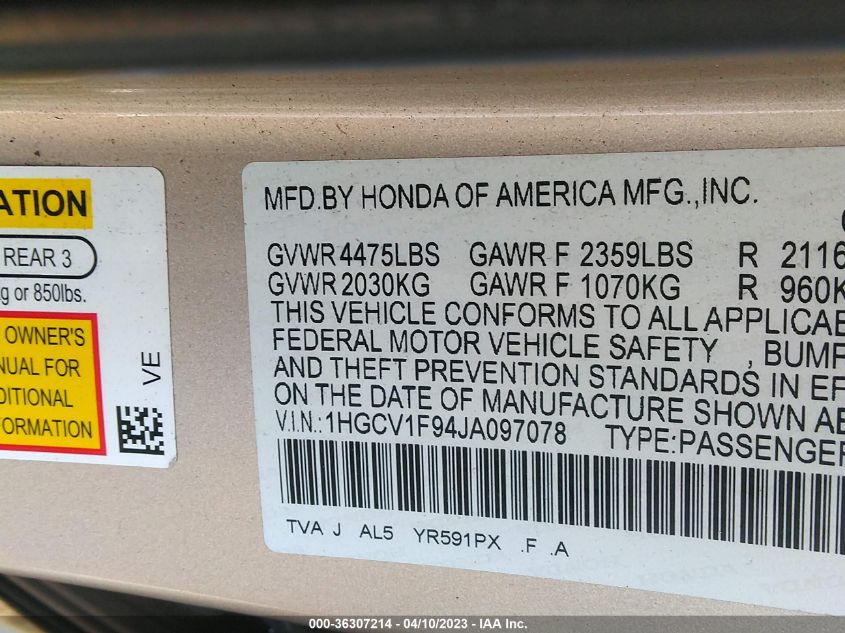 ATION
REAR 3
g or 850lbs.
OWNER'S
NUAL FOR
DITIONAL
FORMATION
VE
MFD.BY HONDA OF AMERICA MFG.,INC.
GVWR 4475LBS GAWR F 2359LBS R 2116
GVWR 2030KG GAWR F 1070KG R 960K
THIS VEHICLE CONFORMS TO ALL APPLICAB
FEDERAL MOTOR VEHICLE SAFETY , BUMP
AND THEFT PREVENTION STANDARDS IN EF
ON THE DATE OF MANUFACTURE SHOWN AB
V.I.N.:1HGCV1F94JA097078 TYPE:PASSENGER
TVA J AL5 YR591PX .F .A
000-36307214 - 04/10/2023 - IAA Inc.